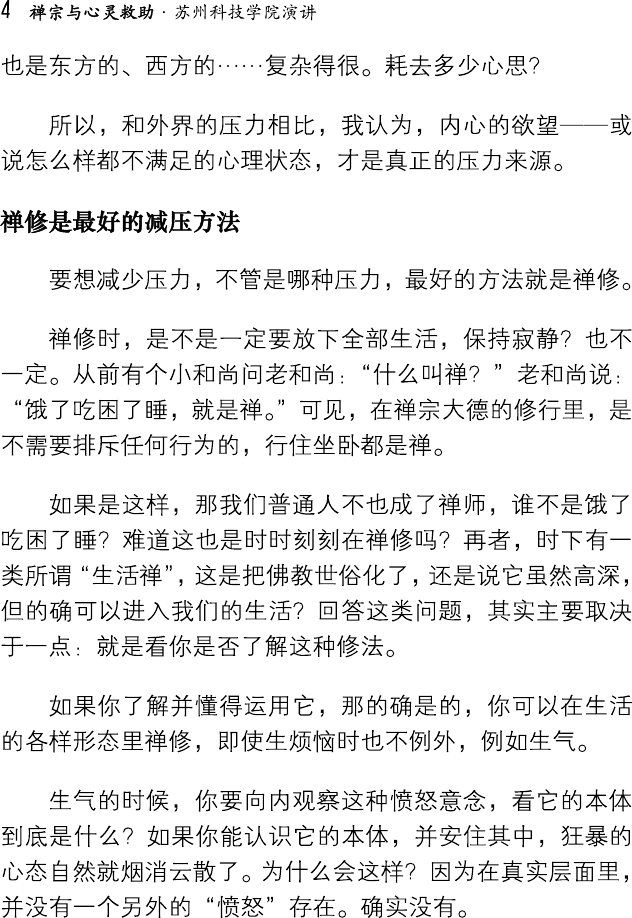 4 禅宗与心灵救助·苏州科技学院演讲
也是东方的、西方的……复杂得很。耗去多少心思？
所以，和外界的压力相比，我认为，内心的欲望——或
说怎么样都不满足的心理状态，才是真正的压力来源。
禅修是最好的减压方法
要想减少压力，不管是哪种压力，最好的方法就是禅修。
禅修时，是不是一定要放下全部生活，保持寂静？也不
一定。从前有个小和尚问老和尚：“什么叫禅？”老和尚说：
“饿了吃困了睡，就是禅。”可见，在禅宗大德的修行里，是
不需要排斥任何行为的，行住坐卧都是禅。
如果是这样，那我们普通人不也成了禅师，谁不是饿了
吃困了睡？难道这也是时时刻刻在禅修吗？再者，时下有一
类所谓“生活禅”，这是把佛教世俗化了，还是说它虽然高深，
但的确可以进入我们的生活？回答这类问题，其实主要取决
于一点：就是看你是否了解这种修法。
如果你了解并懂得运用它，那的确是的，你可以在生活
的各样形态里禅修，即使生烦恼时也不例外，例如生气。
生气的时候，你要向内观察这种愤怒意念，看它的本体
到底是什么？如果你能认识它的本体，并安住其中，狂暴的
心态自然就烟消云散了。为什么会这样？因为在真实层面里，
并没有一个另外的“愤怒”存在。确实没有。